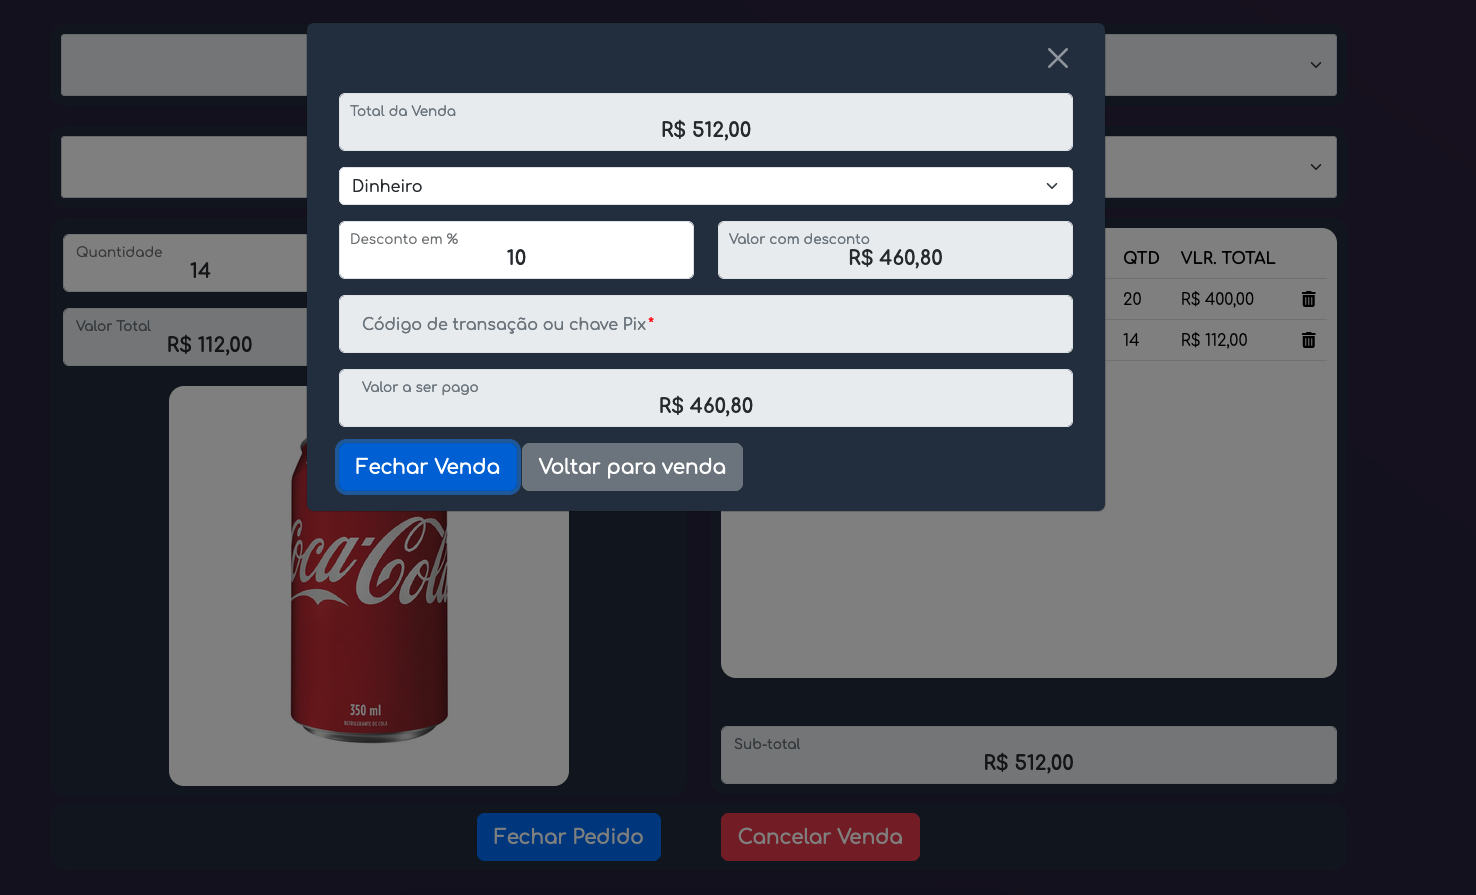 Total da Venda
R$ 512,00
Dinheiro
Desconto em %
10
Valor com desconto
R$ 460,80
Código de transação ou chave Pix*
Valor a ser pago
R$ 460,80
Fechar Venda
Voltar para venda
Quantidade
14
Valor Total
R$ 112,00
Coca-Cola
350 ml
REFRIGERANTE DE COLA
QTD VLR. TOTAL
20 R$ 400,00
14 R$ 112,00
Sub-total
R$ 512,00
Fechar Pedido
Cancelar Venda